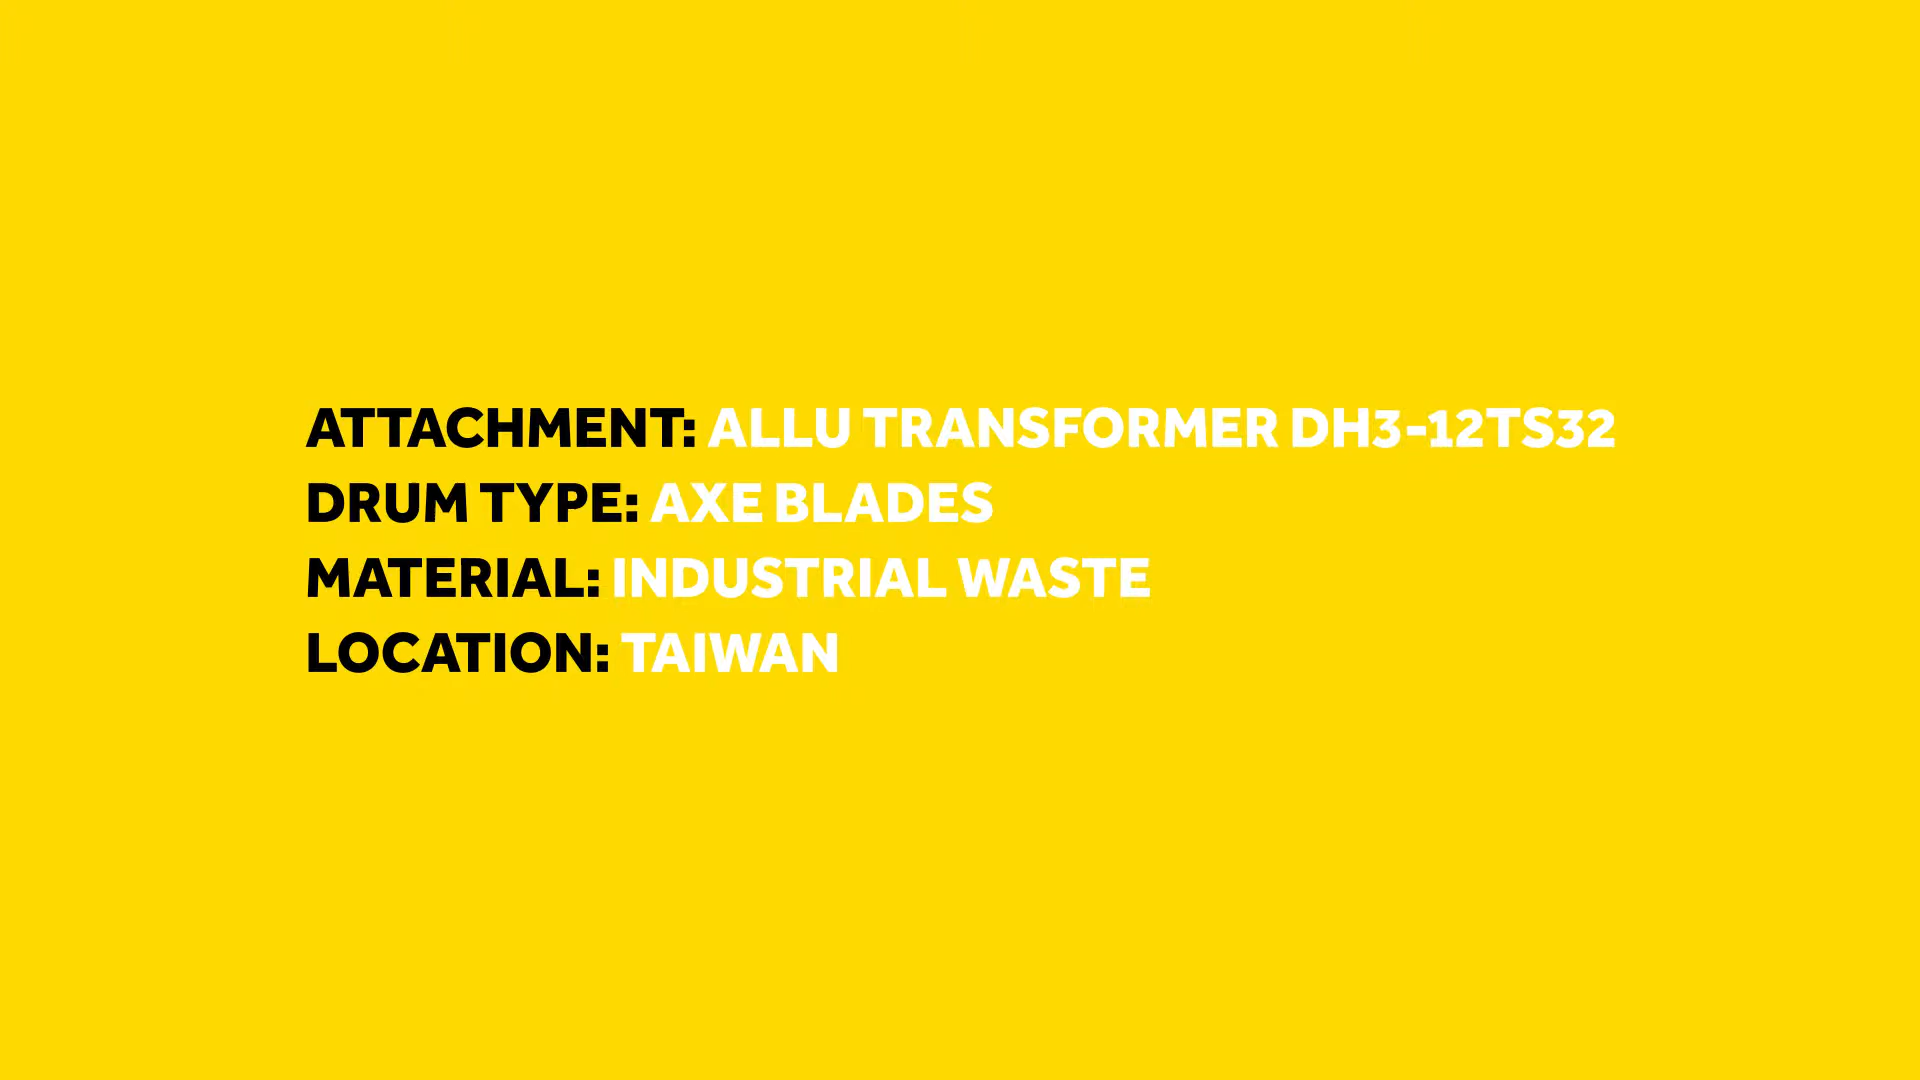 ATTACHMENT: ALLU TRANSFORMER DH3-12TS32
DRUM TYPE: AXE BLADES
MATERIAL: INDUSTRIAL WASTE
LOCATION: TAIWAN